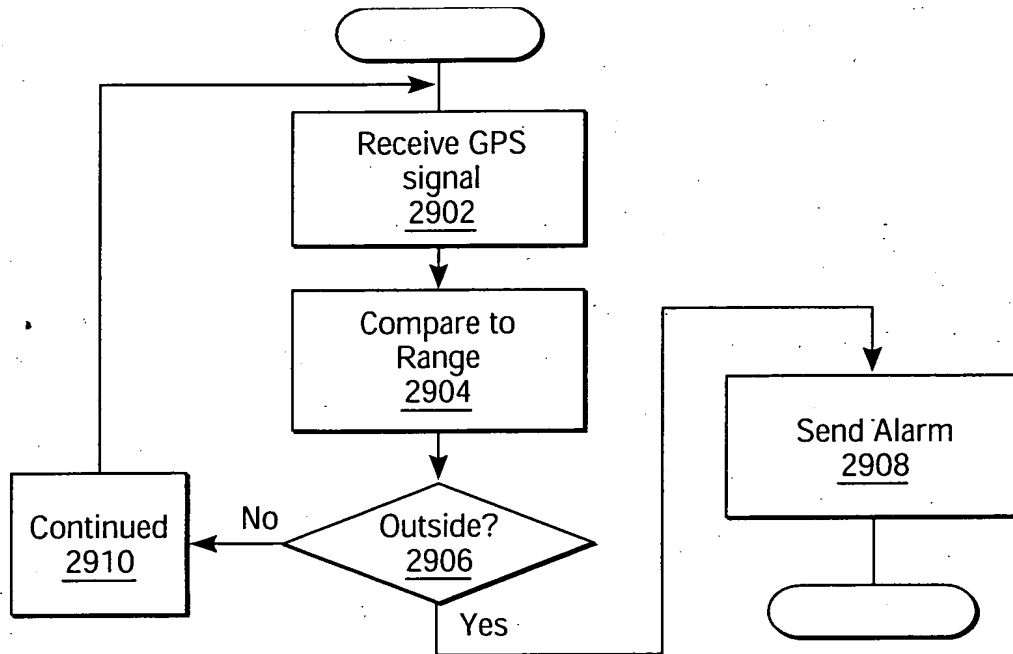 Receive GPS
signal
2902
Compare to
Range
2904
Outside?
2906
No
Continued
2910
Yes
Send Alarm
2908